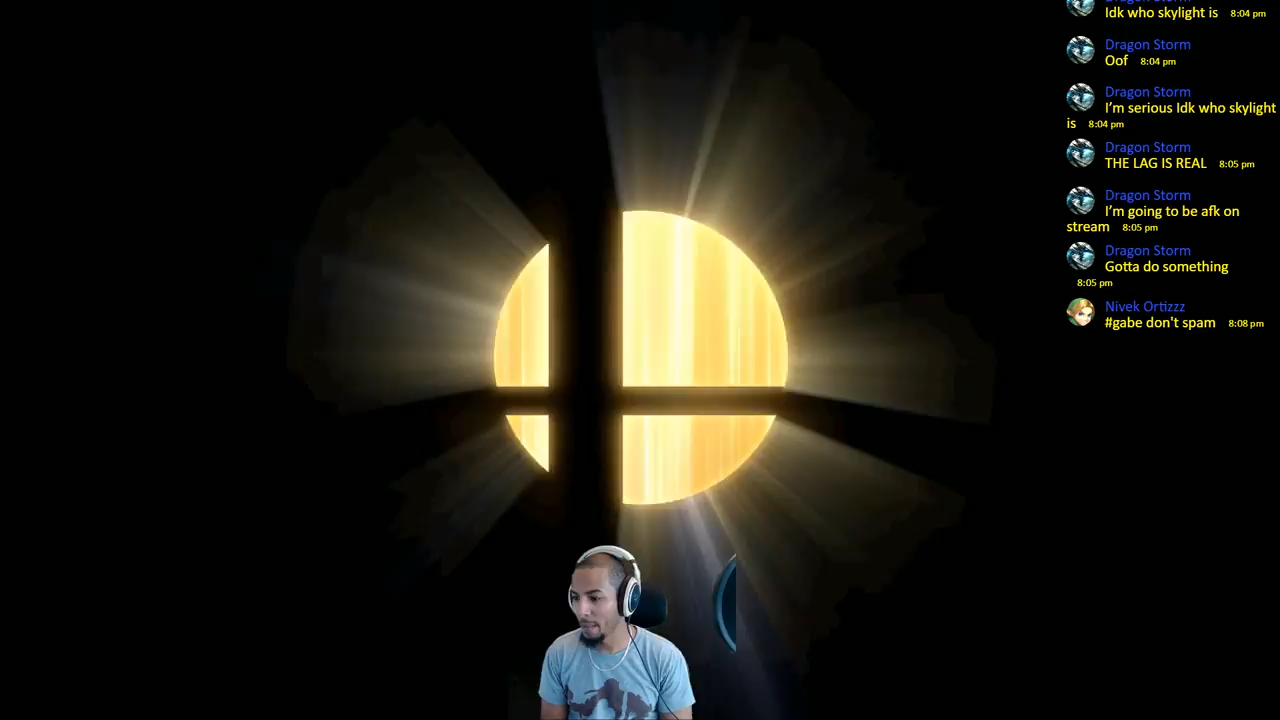 Idk who skylight is 8:04 pm
Dragon Storm
Oof 8:04 pm
Dragon Storm
I'm serious Idk who skylight
is 8:04 pm
Dragon Storm
THE LAG IS REAL 8:05 pm
Dragon Storm
I'm going to be afk on
stream 8:05 pm
Dragon Storm
Gotta do something
8:05 pm
Nivek Ortizzz
#gabe don't spam 8:08 pm